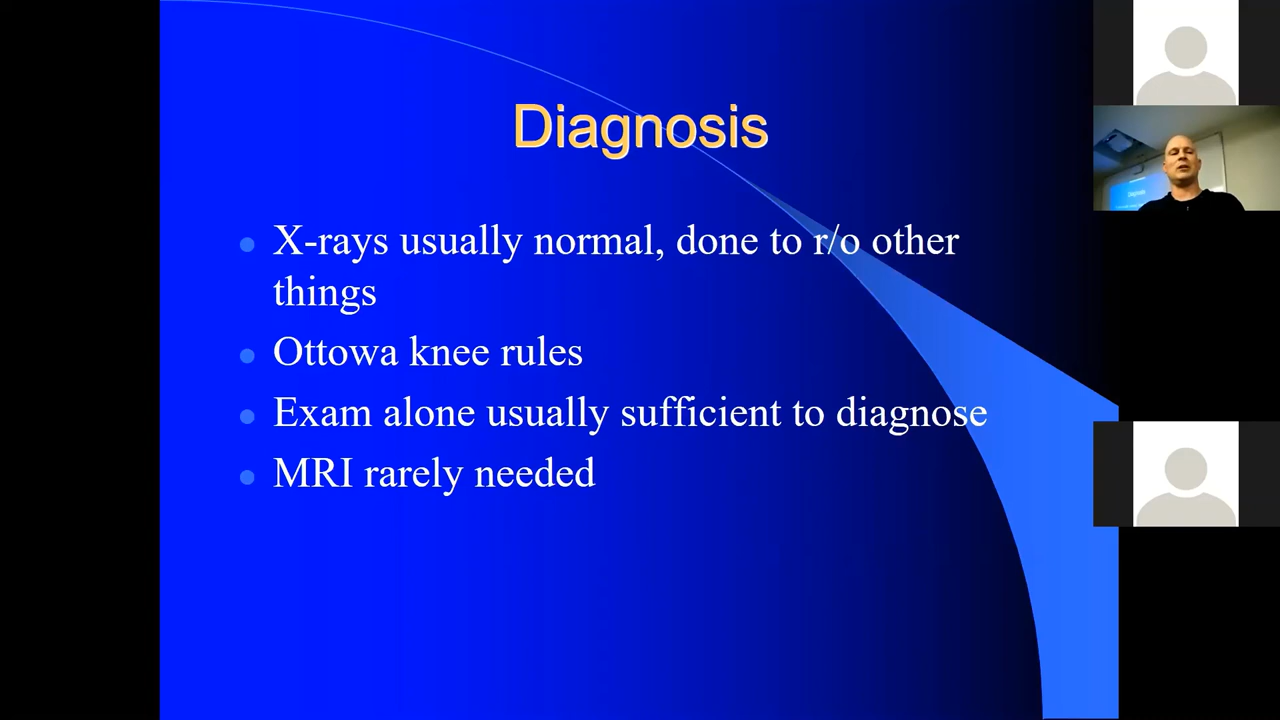 Diagnosis
X-rays usually normal, done to r/o other
things
Ottowa knee rules
Exam alone usually sufficient to diagnose
MRI rarely needed